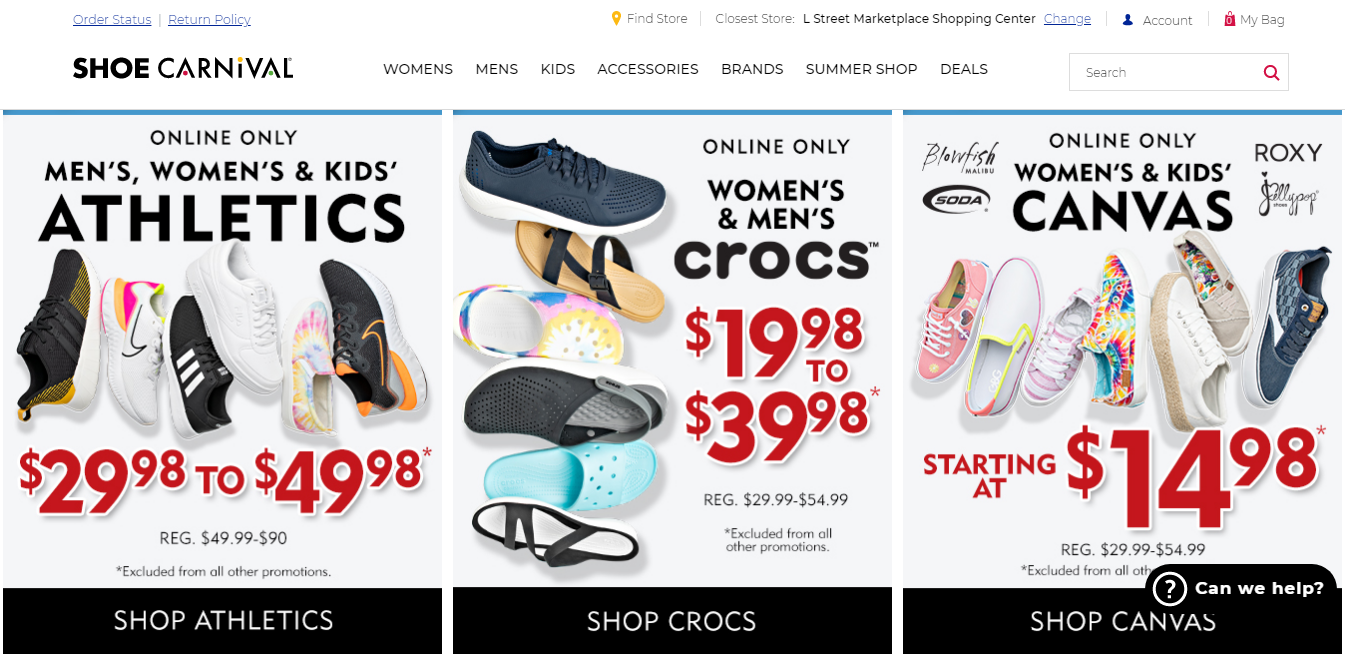 Order Status | Return Policy
Find Store
Closest Store: L Street Marketplace Shopping Center Change
Account
0 My Bag
SHOE CARNIVAL
WOMENS MENS KIDS ACCESSORIES BRANDS SUMMER SHOP DEALS
Search
ONLINE ONLY
MEN'S, WOMEN'S & KIDS'
ATHLETICS
$29.98 TO $49.98*
REG. $49.99-$90
*Excluded from all other promotions.
SHOP ATHLETICS
ONLINE ONLY
WOMEN'S
& MEN'S
crocs™
$19.98
TO
$39.98*
REG. $29.99-$54.99
*Excluded from all
other promotions.
SHOP CROCS
Blowfish
MALIBU
SODA
ONLINE ONLY
WOMEN'S & KIDS'
CANVAS
ROXY
Jellypop
shoes
STARTING
AT
$14.98*
REG. $29.99-$54.99
*Excluded from all oth
SHOP CANVAS
? Can we help?